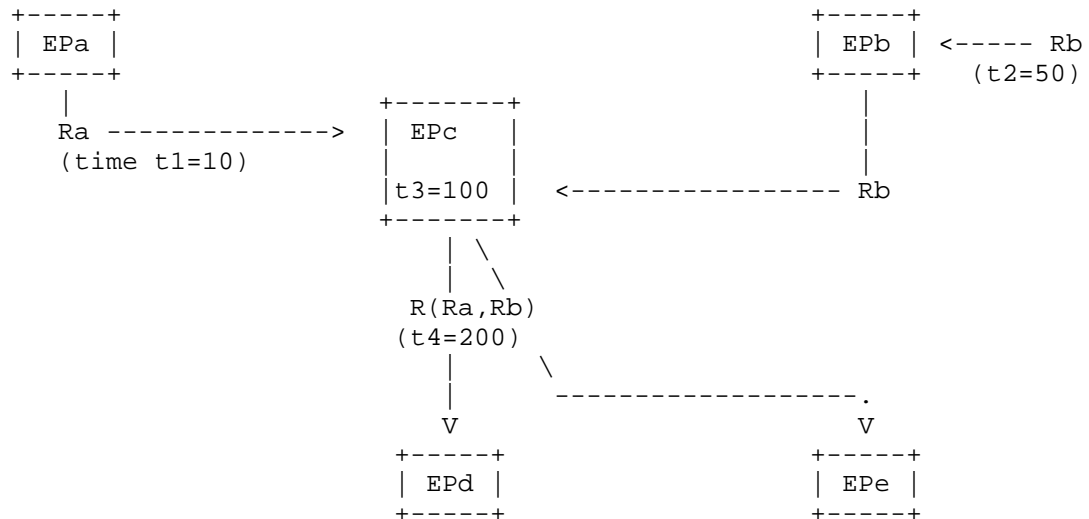 EPa EPb <----- Rb
(t2=50)
Ra --------------> EPc
(time t1=10)
t3=100 <----------------- Rb
R(Ra,Rb)
(t4=200)
V V
EPd EPe